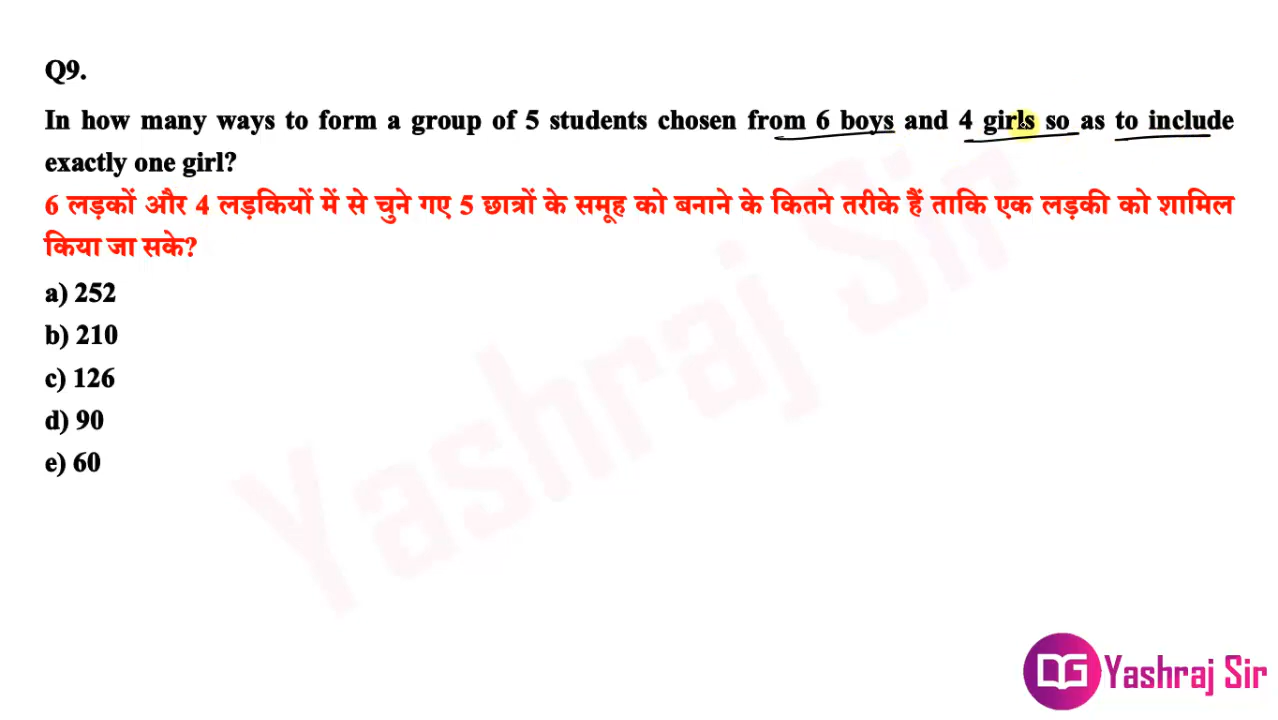 Q9.
In how many ways to form a group of 5 students chosen from 6 boys and 4 girls so as to include
exactly one girl?
6 लड़कों और 4 लड़कियों में से चुने गए 5 छात्रों के समूह को बनाने के कितने तरीके हैं ताकि एक लड़की को शामिल
किया जा सके?
a) 252
b) 210
c) 126
d) 90
e) 60
Yashraj Sir
DG Yashraj Sir